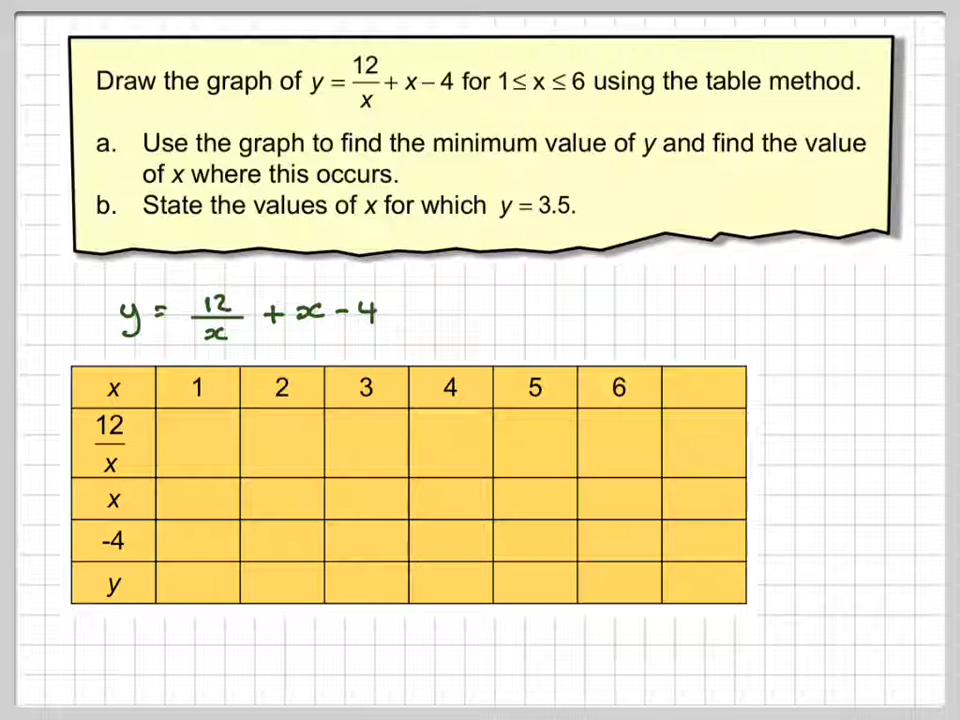 Draw the graph of y = 12/x + x − 4 for 1 ≤ x ≤ 6 using the table method.
a. Use the graph to find the minimum value of y and find the value
of x where this occurs.
b. State the values of x for which y = 3.5.
y = 12/x + x - 4
x 1 2 3 4 5 6
12/x
x
-4
y